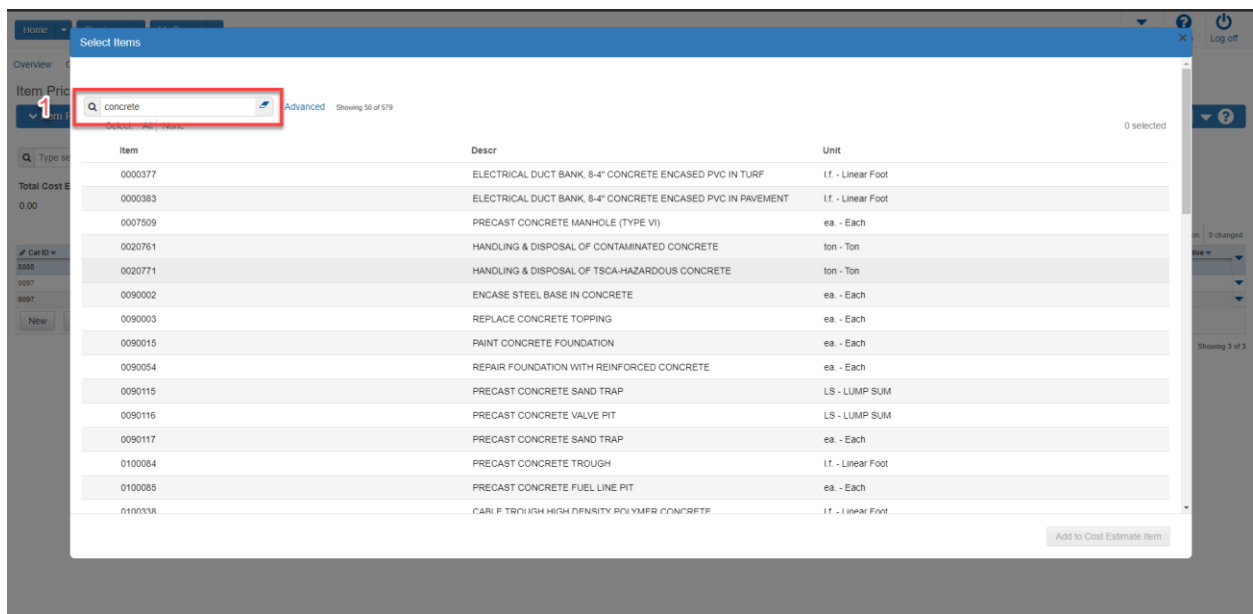 Home
Log off
Select Items
×
Overview
Item Pric
1
concrete
Advanced Showing 50 of 579
Select: All | None
0 selected
Type se
Item Descr Unit
0000377 ELECTRICAL DUCT BANK, 8-4" CONCRETE ENCASED PVC IN TURF l.f. - Linear Foot
Total Cost E
0000383 ELECTRICAL DUCT BANK, 8-4" CONCRETE ENCASED PVC IN PAVEMENT l.f. - Linear Foot
0.00
0007509 PRECAST CONCRETE MANHOLE (TYPE VI) ea. - Each
0 changed
0020761 HANDLING & DISPOSAL OF CONTAMINATED CONCRETE ton - Ton
Cat ID
0020771 HANDLING & DISPOSAL OF TSCA-HAZARDOUS CONCRETE ton - Ton
0097
0090002 ENCASE STEEL BASE IN CONCRETE ea. - Each
0097
0090003 REPLACE CONCRETE TOPPING ea. - Each
New
0090015 PAINT CONCRETE FOUNDATION ea. - Each
Showing 3 of 3
0090054 REPAIR FOUNDATION WITH REINFORCED CONCRETE ea. - Each
0090115 PRECAST CONCRETE SAND TRAP LS - LUMP SUM
0090116 PRECAST CONCRETE VALVE PIT LS - LUMP SUM
0090117 PRECAST CONCRETE SAND TRAP ea. - Each
0100084 PRECAST CONCRETE TROUGH l.f. - Linear Foot
0100085 PRECAST CONCRETE FUEL LINE PIT ea. - Each
0100338 CABLE TROUGH HIGH DENSITY POLYMER CONCRETE l.f. - Linear Foot
Add to Cost Estimate Item